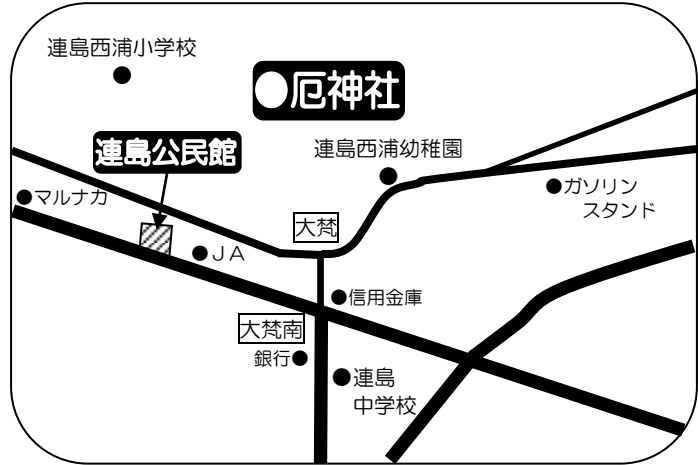 連島西浦小学校
厄神社
連島公民館
連島西浦幼稚園
マルナカ
ガソリン
スタンド
大梵
ＪＡ
信用金庫
大梵南
銀行
連島
中学校